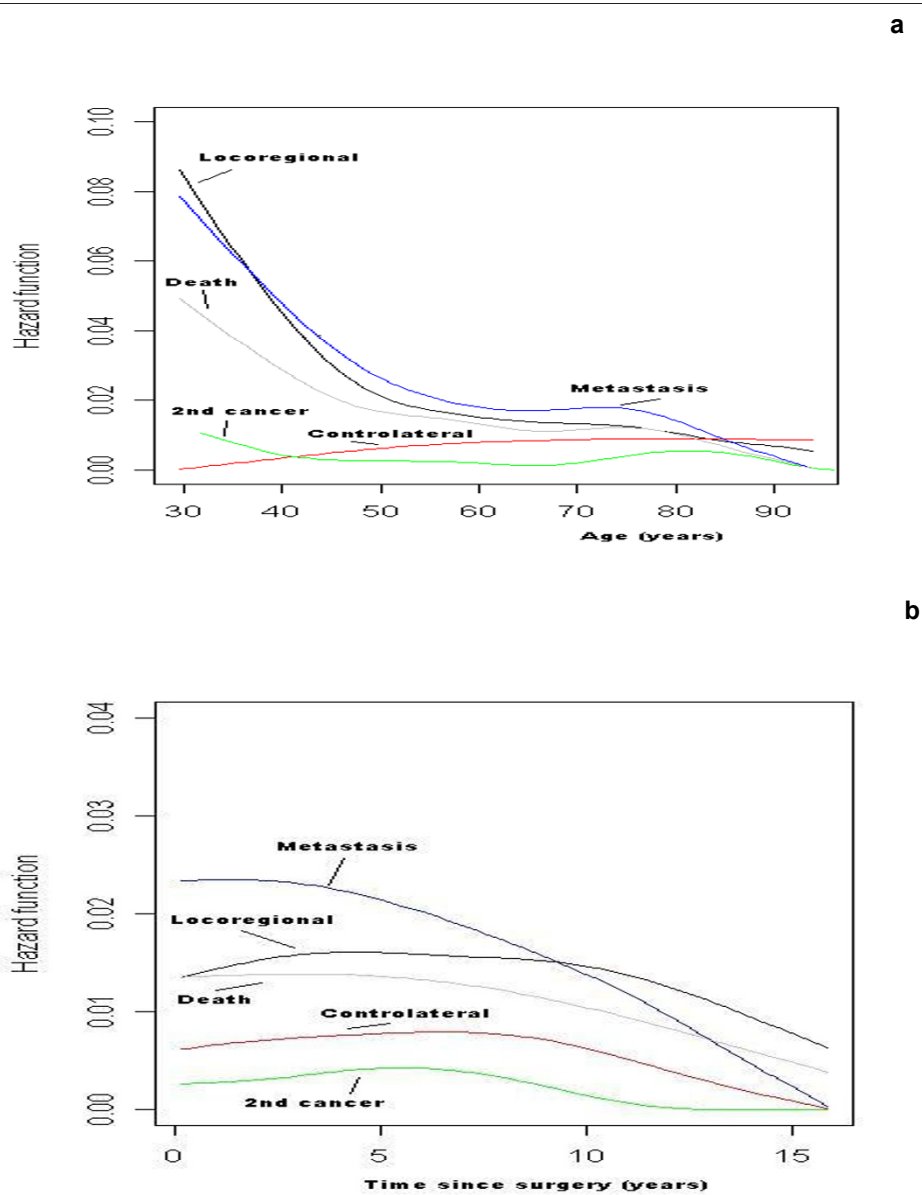 a
0.10
Locoregional
0.08
0.06
Death
Hazard function
0.04
Metastasis
0.02
2nd cancer
Controlateral
0.00
30 40 50 60 70 80 90
Age (years)
b
0.04
0.03
Metastasis
Hazard function
0.02
Locoregional
Death
0.01
Controlateral
2nd cancer
0.00
0 5 10 15
Time since surgery (years)